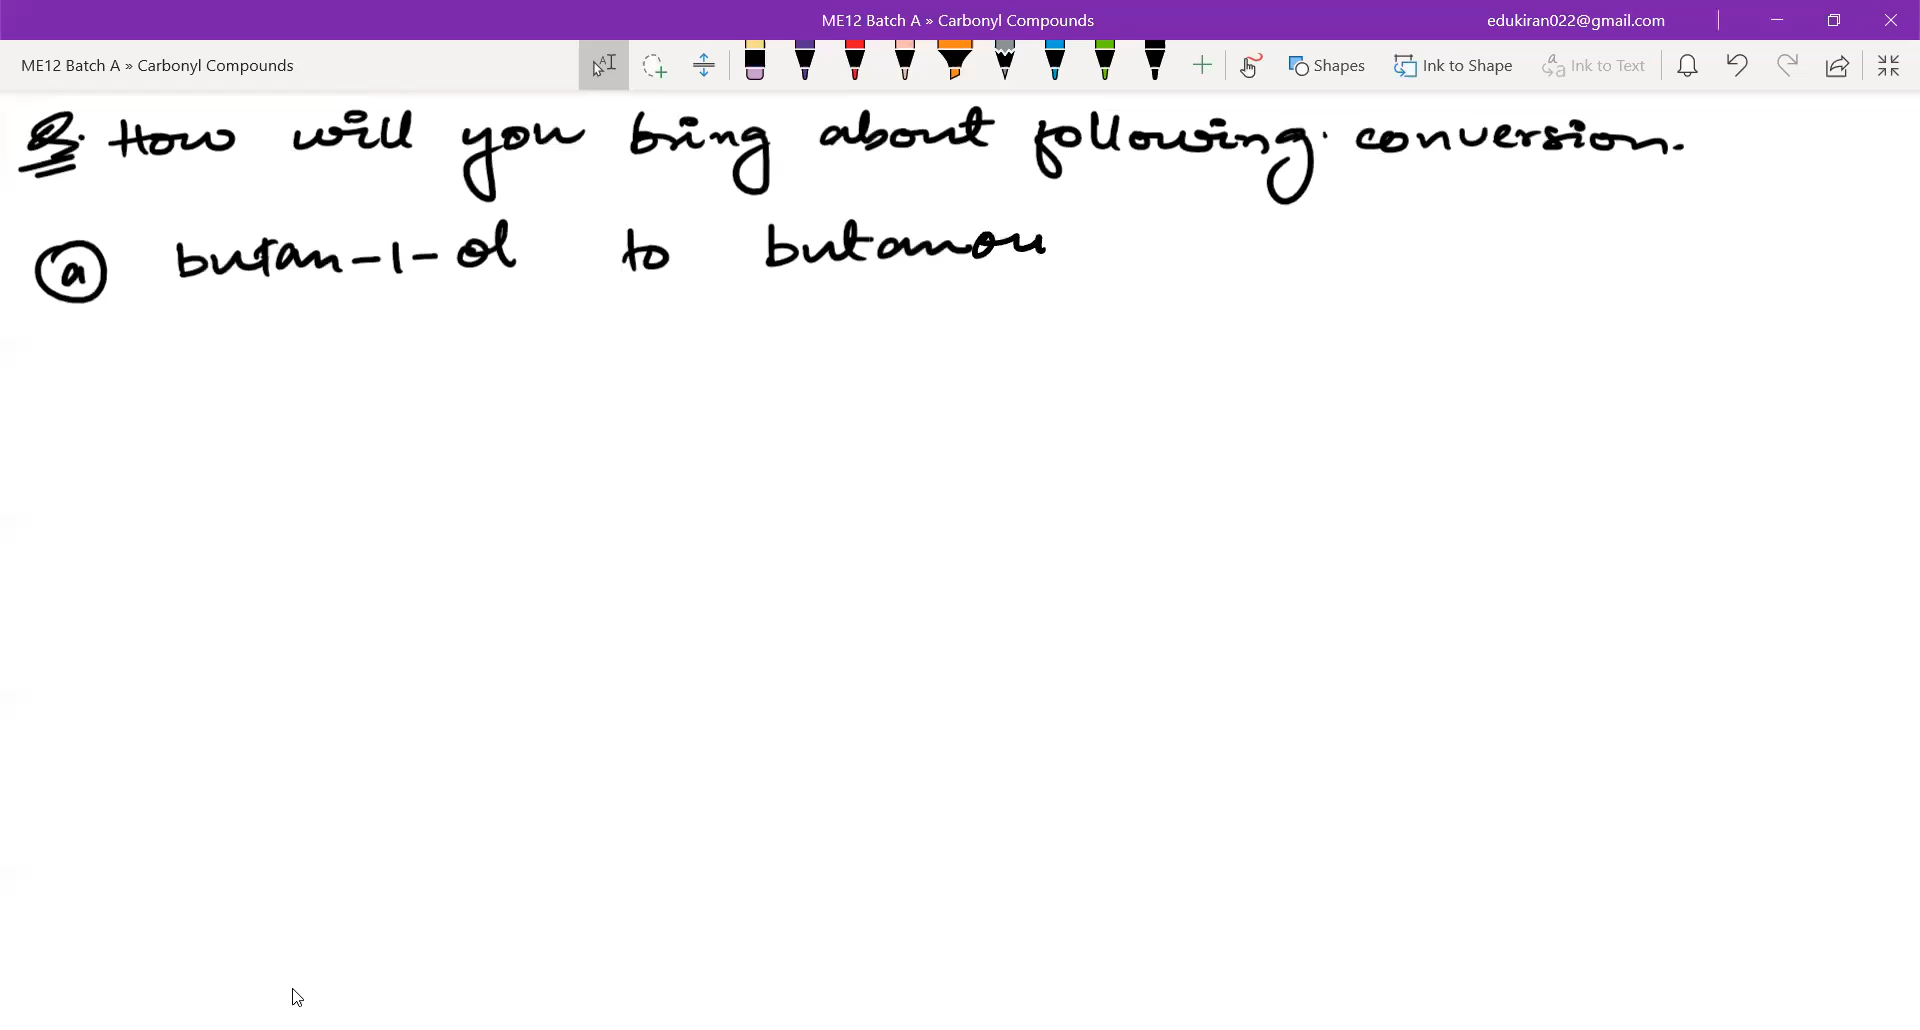 ME12 Batch A » Carbonyl Compounds
edukiran022@gmail.com
ME12 Batch A » Carbonyl Compounds
Shapes
Ink to Shape
Ink to Text
Q. How will you bring about following conversion.
(a) butan-1-ol to butanou